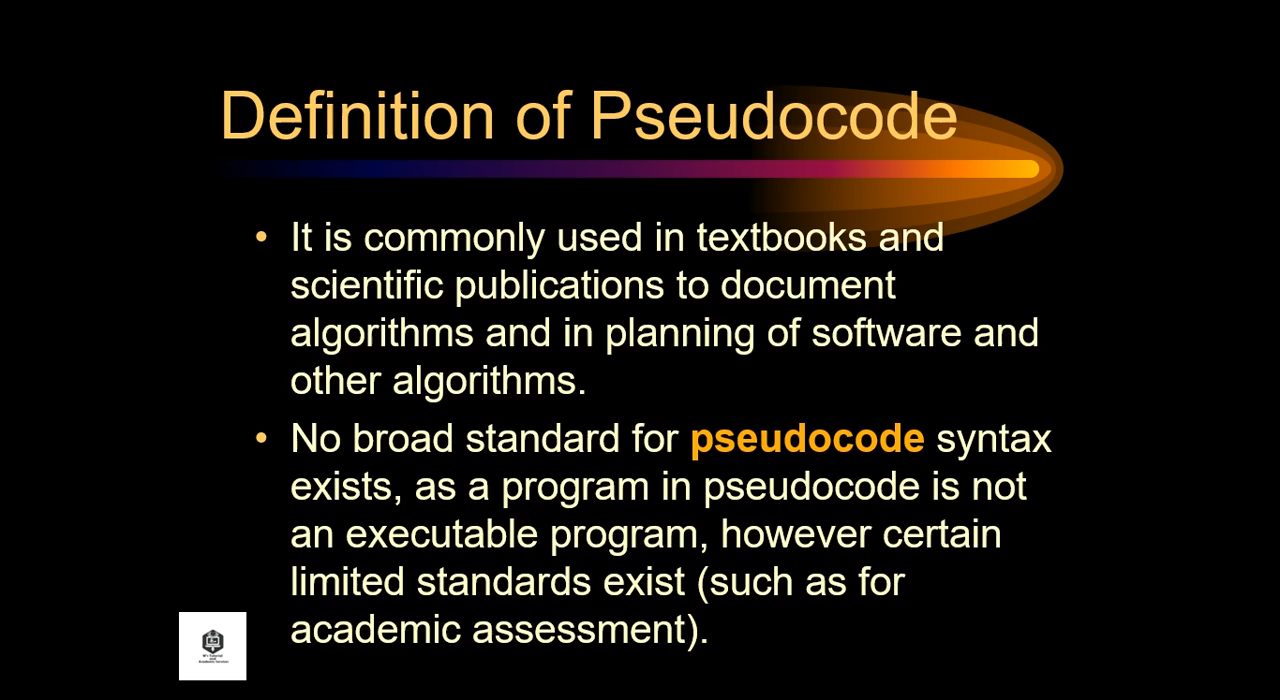 Definition of Pseudocode
• It is commonly used in textbooks and
scientific publications to document
algorithms and in planning of software and
other algorithms.
• No broad standard for pseudocode syntax
exists, as a program in pseudocode is not
an executable program, however certain
limited standards exist (such as for
academic assessment).